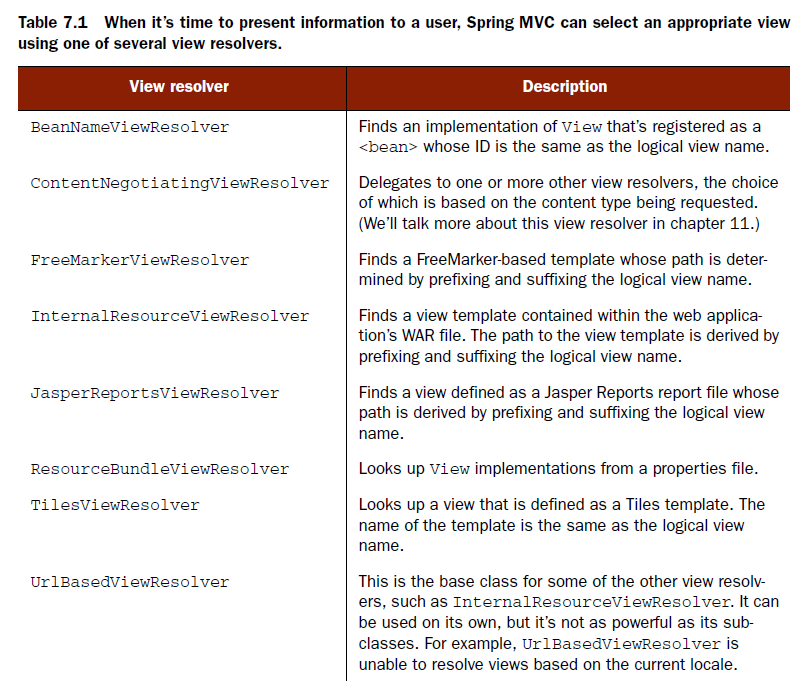 Table 7.1 When it's time to present information to a user, Spring MVC can select an appropriate view
using one of several view resolvers.
View resolver
Description
BeanNameViewResolver
Finds an implementation of View that's registered as a
<bean> whose ID is the same as the logical view name.
ContentNegotiatingViewResolver
Delegates to one or more other view resolvers, the choice
of which is based on the content type being requested.
(We'll talk more about this view resolver in chapter 11.)
FreeMarkerViewResolver
Finds a FreeMarker-based template whose path is deter-
mined by prefixing and suffixing the logical view name.
InternalResourceViewResolver
Finds a view template contained within the web applica-
tion's WAR file. The path to the view template is derived by
prefixing and suffixing the logical view name.
JasperReportsViewResolver
Finds a view defined as a Jasper Reports report file whose
path is derived by prefixing and suffixing the logical view
name.
ResourceBundleViewResolver
Looks up View implementations from a properties file.
TilesViewResolver
Looks up a view that is defined as a Tiles template. The
name of the template is the same as the logical view
name.
UrlBasedViewResolver
This is the base class for some of the other view resolv-
ers, such as InternalResourceViewResolver. It can
be used on its own, but it's not as powerful as its sub-
classes. For example, UrlBasedViewResolver is
unable to resolve views based on the current locale.